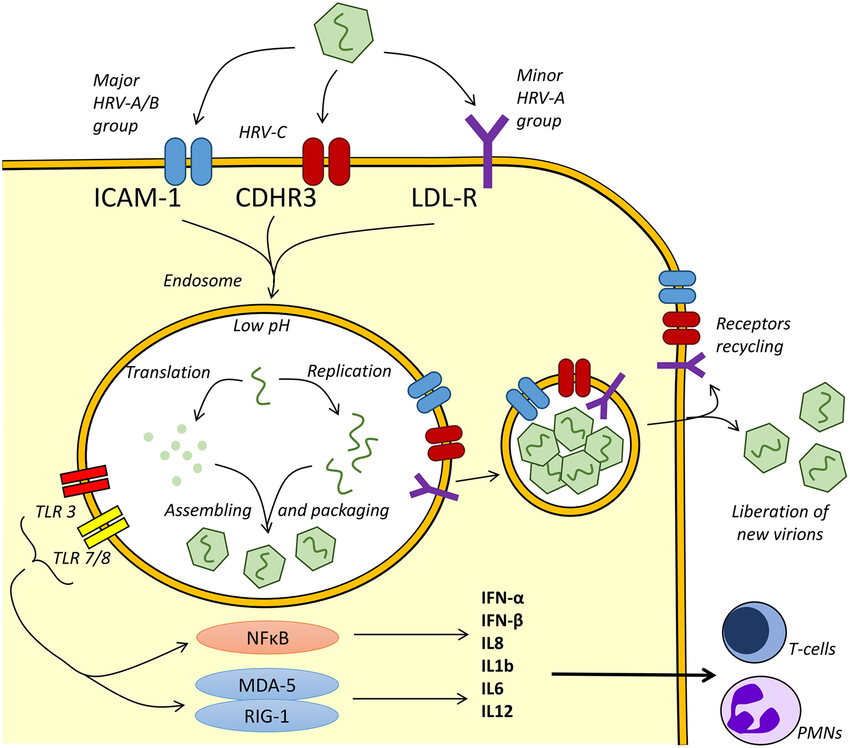 Major
HRV-A/B
group
HRV-C
Minor
HRV-A
group
ICAM-1
CDHR3
LDL-R
Endosome
Low pH
Translation
Replication
Receptors
recycling
Assembling
and packaging
TLR 3
TLR 7/8
Liberation of
new virions
NFκB
MDA-5
RIG-1
IFN-α
IFN-β
IL8
IL1b
IL6
IL12
T-cells
PMNs